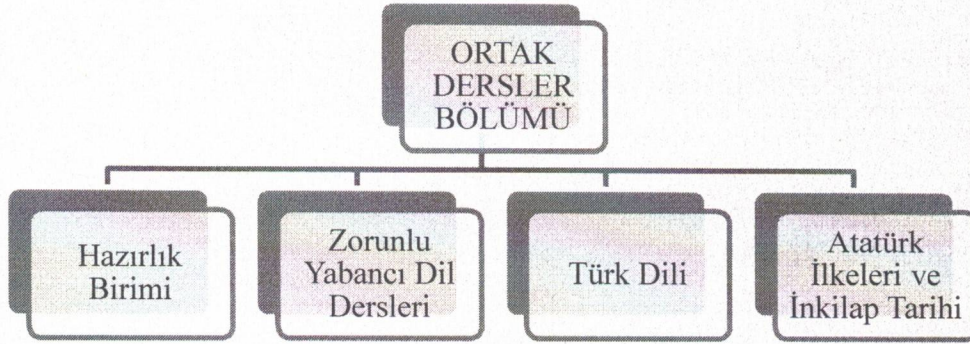 ORTAK
DERSLER
BÖLÜMÜ
Hazırlık
Birimi
Zorunlu
Yabancı Dil
Dersleri
Türk Dili
Atatürk
İlkeleri ve
İnkilap Tarihi